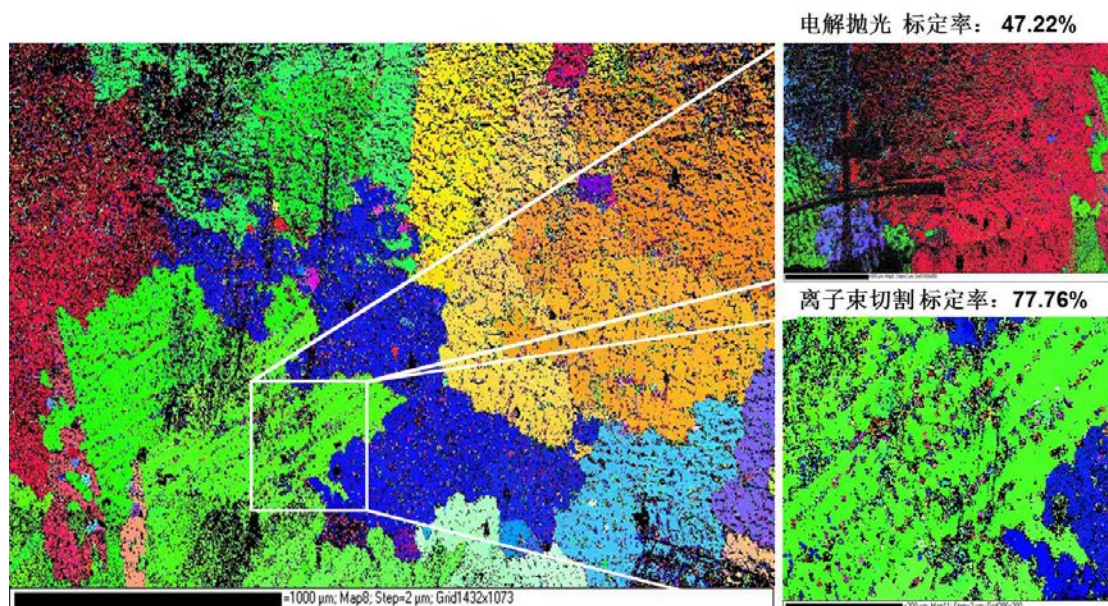 电解抛光 标定率： 47.22%
离子束切割 标定率：77.76%
=1000 µm; Map8; Step=2 µm; Grid1432x1073